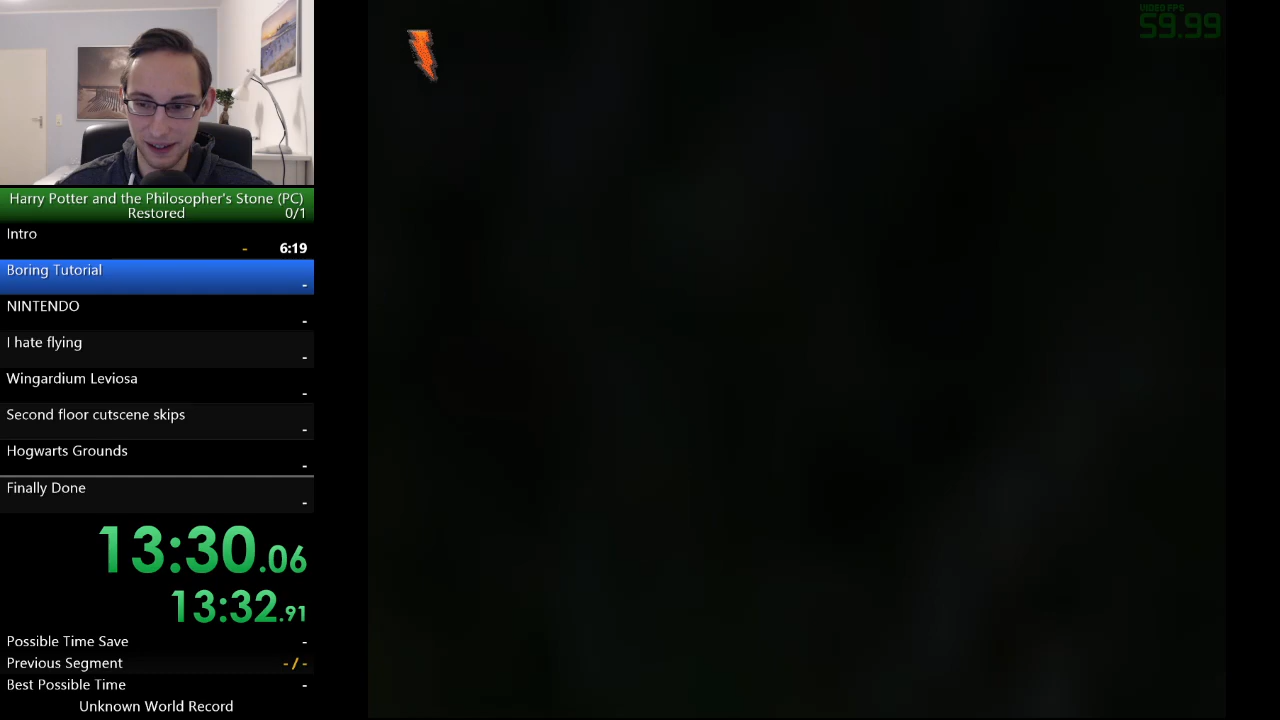 VIDEO FPS
59.99
Harry Potter and the Philosopher's Stone (PC)
Restored 0/1
Intro
- 6:19
Boring Tutorial
-
NINTENDO
-
I hate flying
-
Wingardium Leviosa
-
Second floor cutscene skips
-
Hogwarts Grounds
-
Finally Done
-
13:30.06
13:32.91
Possible Time Save -
Previous Segment - / -
Best Possible Time -
Unknown World Record